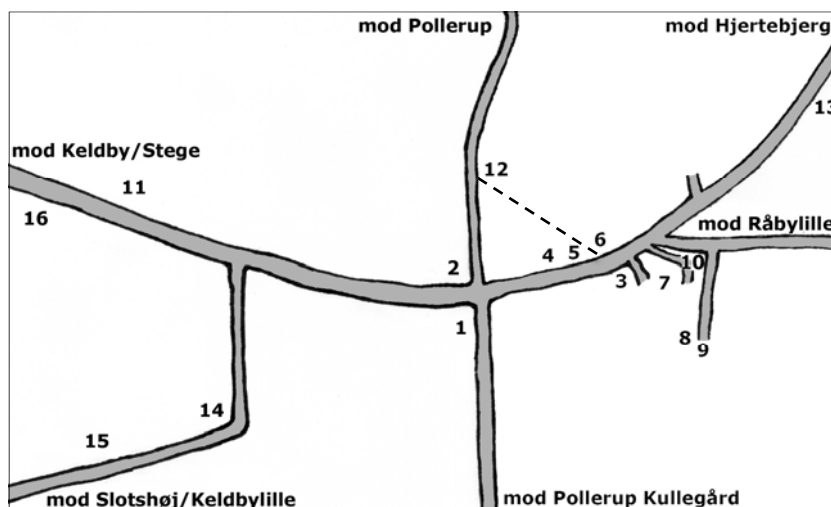 mod Pollerup
mod Hjertebjerg
13
mod Keldby/Stege
12
11
16
mod Råbylille
6
5
4
10
2
3
7
1
8
9
14
15
mod Slotshøj/Keldbylille
mod Pollerup Kullegård